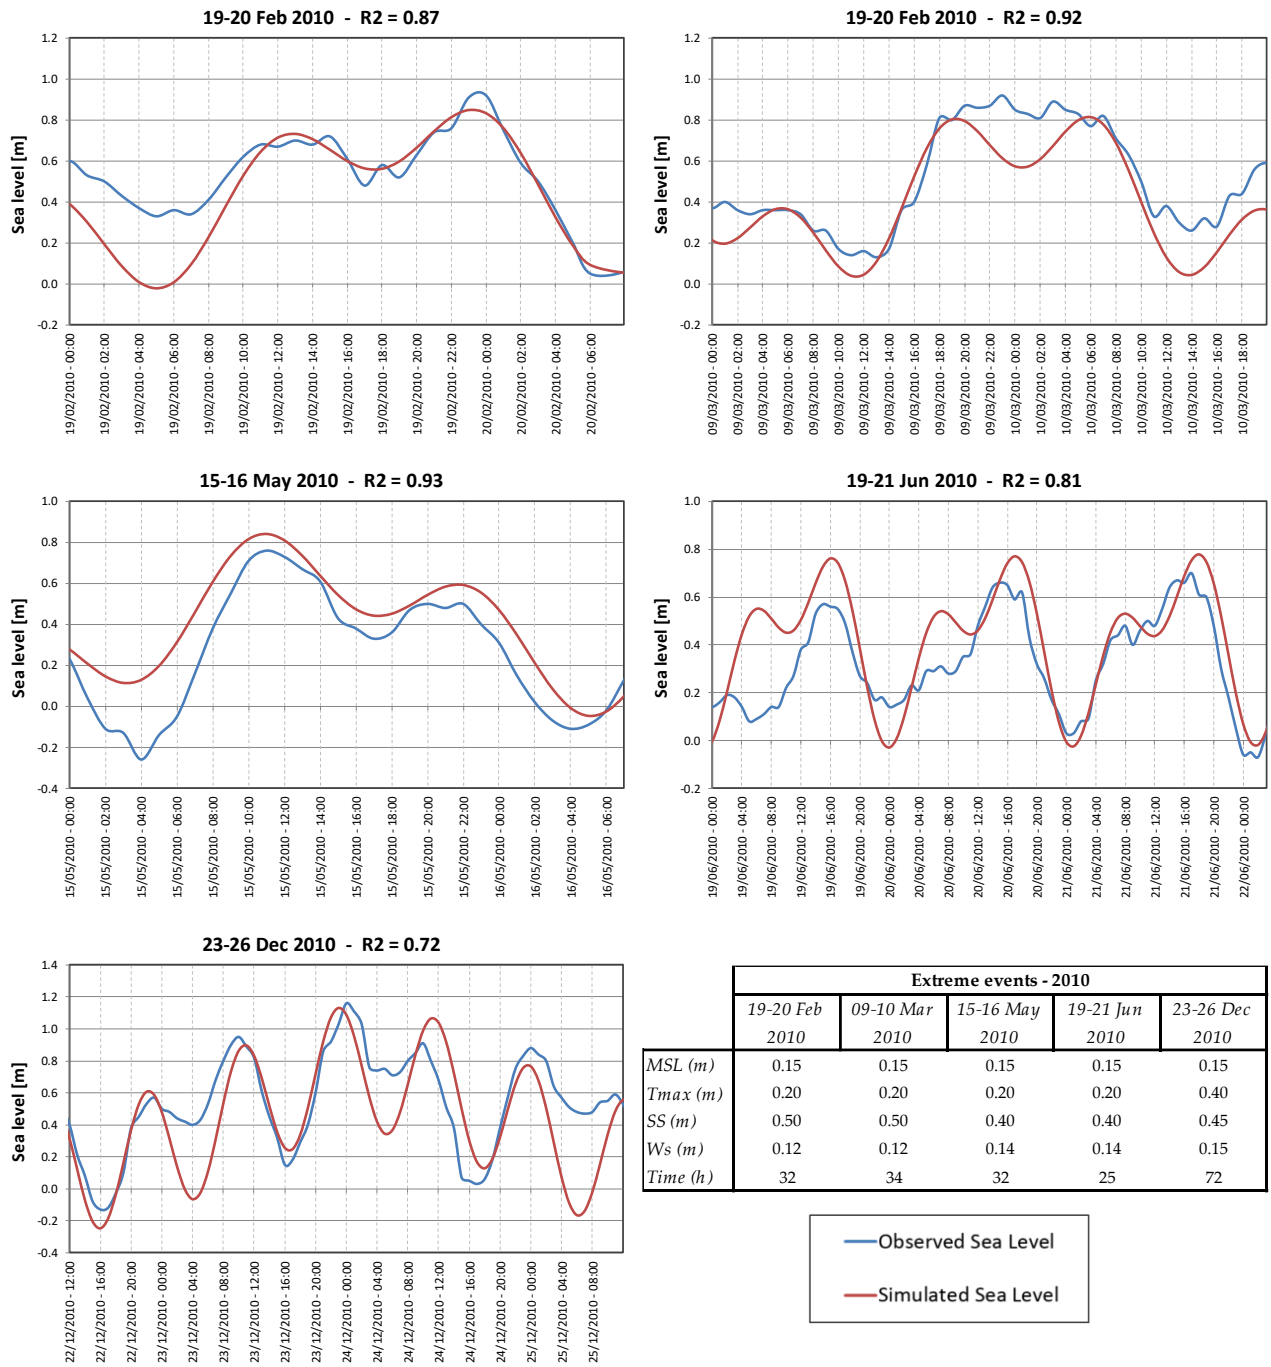 19-20 Feb 2010 - R2 = 0.87
Sea level [m]
1.2
1.0
0.8
0.6
0.4
0.2
0.0
-0.2
19/02/2010 - 00:00
19/02/2010 - 02:00
19/02/2010 - 04:00
19/02/2010 - 06:00
19/02/2010 - 08:00
19/02/2010 - 10:00
19/02/2010 - 12:00
19/02/2010 - 14:00
19/02/2010 - 16:00
19/02/2010 - 18:00
19/02/2010 - 20:00
19/02/2010 - 22:00
20/02/2010 - 00:00
20/02/2010 - 02:00
20/02/2010 - 04:00
20/02/2010 - 06:00
19-20 Feb 2010 - R2 = 0.92
Sea level [m]
1.2
1.0
0.8
0.6
0.4
0.2
0.0
-0.2
09/03/2010 - 00:00
09/03/2010 - 02:00
09/03/2010 - 04:00
09/03/2010 - 06:00
09/03/2010 - 08:00
09/03/2010 - 10:00
09/03/2010 - 12:00
09/03/2010 - 14:00
09/03/2010 - 16:00
09/03/2010 - 18:00
09/03/2010 - 20:00
09/03/2010 - 22:00
10/03/2010 - 00:00
10/03/2010 - 02:00
10/03/2010 - 04:00
10/03/2010 - 06:00
10/03/2010 - 08:00
10/03/2010 - 10:00
10/03/2010 - 12:00
10/03/2010 - 14:00
10/03/2010 - 16:00
10/03/2010 - 18:00
15-16 May 2010 - R2 = 0.93
Sea level [m]
1.0
0.8
0.6
0.4
0.2
0.0
-0.2
-0.4
15/05/2010 - 00:00
15/05/2010 - 02:00
15/05/2010 - 04:00
15/05/2010 - 06:00
15/05/2010 - 08:00
15/05/2010 - 10:00
15/05/2010 - 12:00
15/05/2010 - 14:00
15/05/2010 - 16:00
15/05/2010 - 18:00
15/05/2010 - 20:00
15/05/2010 - 22:00
16/05/2010 - 00:00
16/05/2010 - 02:00
16/05/2010 - 04:00
16/05/2010 - 06:00
19-21 Jun 2010 - R2 = 0.81
Sea level [m]
1.0
0.8
0.6
0.4
0.2
0.0
-0.2
19/06/2010 - 00:00
19/06/2010 - 04:00
19/06/2010 - 08:00
19/06/2010 - 12:00
19/06/2010 - 16:00
19/06/2010 - 20:00
20/06/2010 - 00:00
20/06/2010 - 04:00
20/06/2010 - 08:00
20/06/2010 - 12:00
20/06/2010 - 16:00
20/06/2010 - 20:00
21/06/2010 - 00:00
21/06/2010 - 04:00
21/06/2010 - 08:00
21/06/2010 - 12:00
21/06/2010 - 16:00
21/06/2010 - 20:00
22/06/2010 - 00:00
23-26 Dec 2010 - R2 = 0.72
Sea level [m]
1.4
1.2
1.0
0.8
0.6
0.4
0.2
0.0
-0.2
-0.4
22/12/2010 - 12:00
22/12/2010 - 16:00
22/12/2010 - 20:00
23/12/2010 - 00:00
23/12/2010 - 04:00
23/12/2010 - 08:00
23/12/2010 - 12:00
23/12/2010 - 16:00
23/12/2010 - 20:00
24/12/2010 - 00:00
24/12/2010 - 04:00
24/12/2010 - 08:00
24/12/2010 - 12:00
24/12/2010 - 16:00
24/12/2010 - 20:00
25/12/2010 - 00:00
25/12/2010 - 04:00
25/12/2010 - 08:00
Extreme events - 2010
19-20 Feb 09-10 Mar 15-16 May 19-21 Jun 23-26 Dec
2010 2010 2010 2010 2010
MSL (m) 0.15 0.15 0.15 0.15 0.15
Tmax (m) 0.20 0.20 0.20 0.20 0.40
SS (m) 0.50 0.50 0.40 0.40 0.45
Ws (m) 0.12 0.12 0.14 0.14 0.15
Time (h) 32 34 32 25 72
Observed Sea Level
Simulated Sea Level